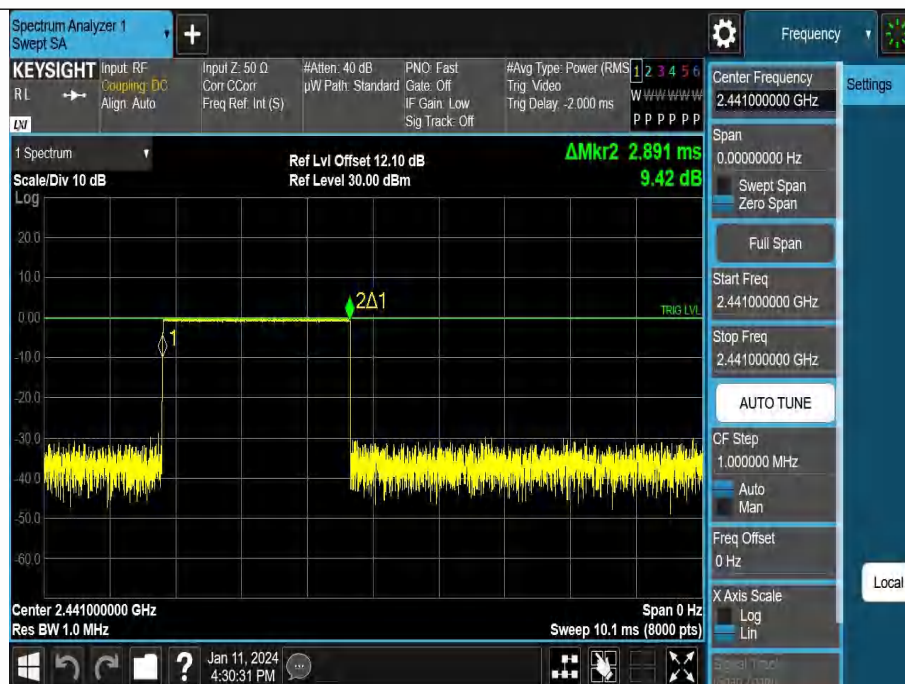 Spectrum Analyzer 1
Swept SA
Frequency
KEYSIGHT
R L
LXI
Input: RF
Coupling: DC
Align: Auto
Input Z: 50 Ω
Corr CCorr
Freq Ref: Int (S)
#Atten: 40 dB
µW Path: Standard
PNO: Fast
Gate: Off
IF Gain: Low
Sig Track: Off
#Avg Type: Power (RMS
Trig: Video
Trig Delay: -2.000 ms
1 2 3 4 5 6
W W W W W W
P P P P P P
1 Spectrum
Scale/Div 10 dB
Log
Ref Lvl Offset 12.10 dB
Ref Level 30.00 dBm
ΔMkr2 2.891 ms
9.42 dB
20.0
10.0
0.00
-10.0
-20.0
-30.0
-40.0
-50.0
-60.0
2Δ1
1
TRIG LVL
Center 2.441000000 GHz
Res BW 1.0 MHz
Span 0 Hz
Sweep 10.1 ms (8000 pts)
Jan 11, 2024
4:30:31 PM
Center Frequency
2.441000000 GHz
Span
0.00000000 Hz
Swept Span
Zero Span
Full Span
Start Freq
2.441000000 GHz
Stop Freq
2.441000000 GHz
AUTO TUNE
CF Step
1.000000 MHz
Auto
Man
Freq Offset
0 Hz
X Axis Scale
Log
Lin
Settings
Local